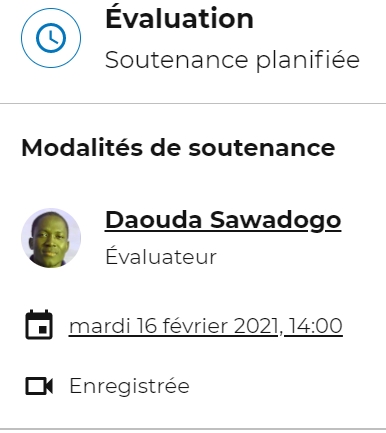 Évaluation
Soutenance planifiée
Modalités de soutenance
Daouda Sawadogo
Évaluateur
mardi 16 février 2021, 14:00
Enregistrée